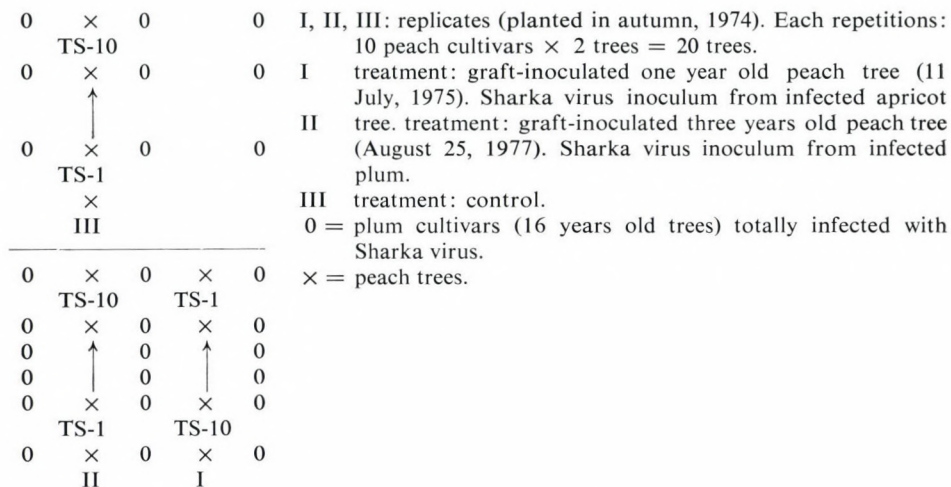 0 × 0 0
TS-10
0 × 0 0
0 × 0 0
TS-1
×
III
0 × 0 × 0
TS-10 TS-1
0 × 0 × 0
0 ↑ 0 ↑ 0
0 0 0
0 × 0 × 0
TS-1 TS-10
0 × 0 × 0
II I
I, II, III: replicates (planted in autumn, 1974). Each repetitions:
10 peach cultivars × 2 trees = 20 trees.
I treatment: graft-inoculated one year old peach tree (11
July, 1975). Sharka virus inoculum from infected apricot
II tree. treatment: graft-inoculated three years old peach tree
(August 25, 1977). Sharka virus inoculum from infected
plum.
III treatment: control.
0 = plum cultivars (16 years old trees) totally infected with
Sharka virus.
× = peach trees.